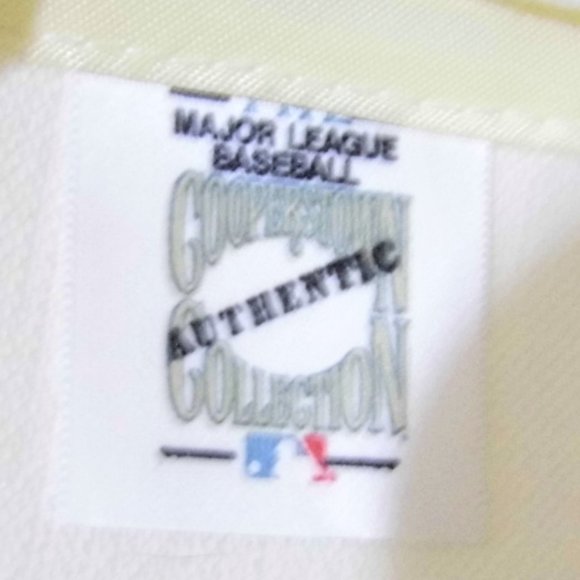 MAJOR LEAGUE
BASEBALL
COOPERSTOWN
AUTHENTIC
COLLECTION